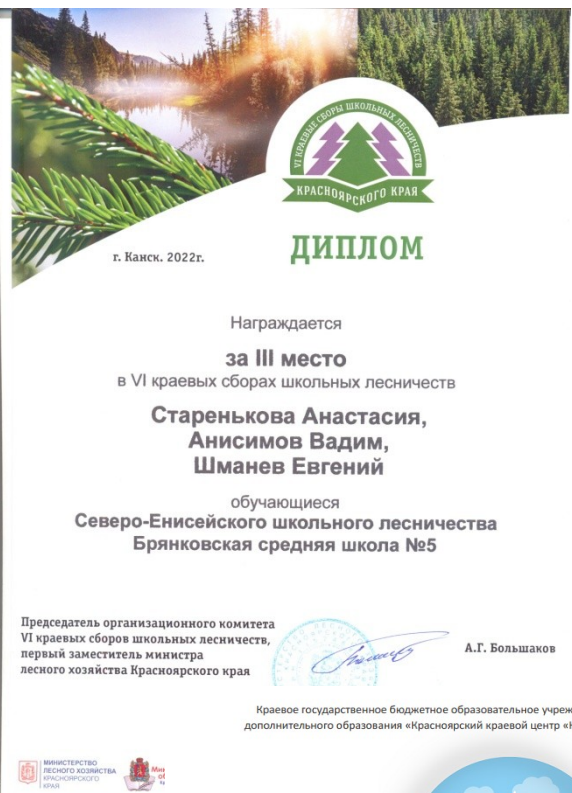 VI КРАЕВЫЕ СБОРЫ ШКОЛЬНЫХ ЛЕСНИЧЕСТВ
КРАСНОЯРСКОГО КРАЯ
ДИПЛОМ
г. Канск. 2022г.
Награждается
за III место
в VI краевых сборах школьных лесничеств
Старенькова Анастасия,
Анисимов Вадим,
Шманев Евгений
обучающиеся
Северо-Енисейского школьного лесничества
Брянковская средняя школа №5
Председатель организационного комитета
VI краевых сборов школьных лесничеств,
первый заместитель министра
лесного хозяйства Красноярского края
А.Г. Большаков
Краевое государственное бюджетное образовательное учреж
дополнительного образования «Красноярский краевой центр «К
МИНИСТЕРСТВО
ЛЕСНОГО ХОЗЯЙСТВА
КРАСНОЯРСКОГО
КРАЯ